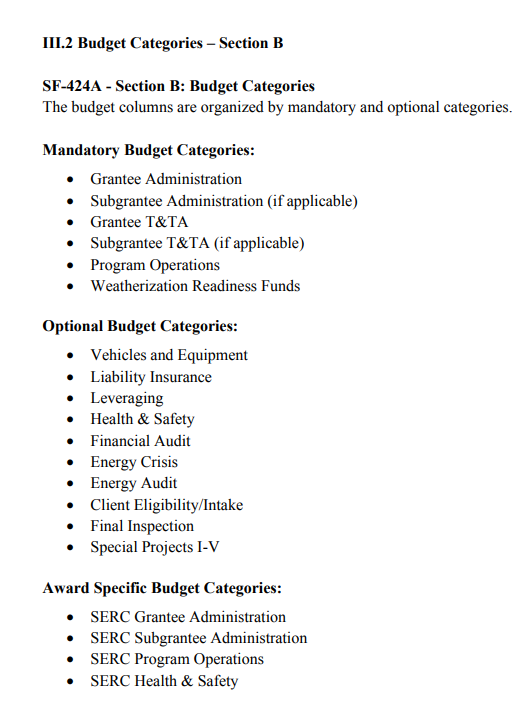 III.2 Budget Categories – Section B
SF-424A - Section B: Budget Categories
The budget columns are organized by mandatory and optional categories.
Mandatory Budget Categories:
• Grantee Administration
• Subgrantee Administration (if applicable)
• Grantee T&TA
• Subgrantee T&TA (if applicable)
• Program Operations
• Weatherization Readiness Funds
Optional Budget Categories:
• Vehicles and Equipment
• Liability Insurance
• Leveraging
• Health & Safety
• Financial Audit
• Energy Crisis
• Energy Audit
• Client Eligibility/Intake
• Final Inspection
• Special Projects I-V
Award Specific Budget Categories:
• SERC Grantee Administration
• SERC Subgrantee Administration
• SERC Program Operations
• SERC Health & Safety